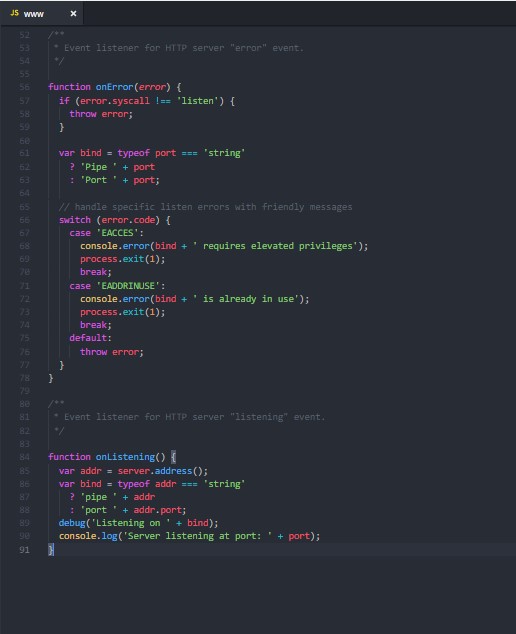 JS www ×
52 /**
53  * Event listener for HTTP server "error" event.
54  */
55
56 function onError(error) {
57   if (error.syscall !== 'listen') {
58     throw error;
59   }
60
61   var bind = typeof port === 'string'
62     ? 'Pipe ' + port
63     : 'Port ' + port;
64
65   // handle specific listen errors with friendly messages
66   switch (error.code) {
67     case 'EACCES':
68       console.error(bind + ' requires elevated privileges');
69       process.exit(1);
70       break;
71     case 'EADDRINUSE':
72       console.error(bind + ' is already in use');
73       process.exit(1);
74       break;
75     default:
76       throw error;
77   }
78 }
79
80 /**
81  * Event listener for HTTP server "listening" event.
82  */
83
84 function onListening() {
85   var addr = server.address();
86   var bind = typeof addr === 'string'
87     ? 'pipe ' + addr
88     : 'port ' + addr.port;
89   debug('Listening on ' + bind);
90   console.log('Server listening at port: ' + port);
91 }